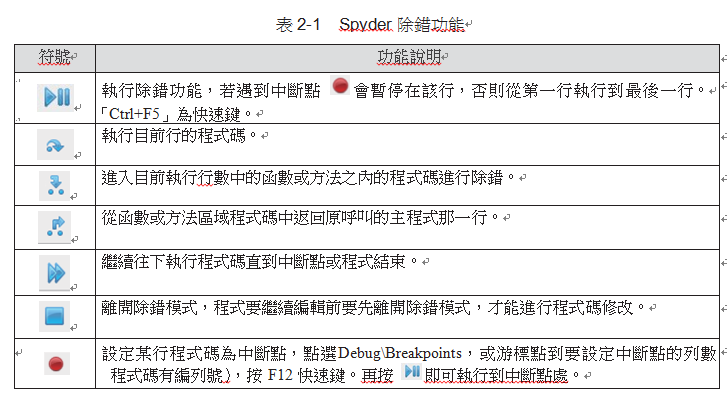 表 2-1 Spyder 除錯功能
符號
功能說明
執行除錯功能，若遇到中斷點 會暫停在該行，否則從第一行執行到最後一行。
「Ctrl+F5」為快速鍵。
執行目前行的程式碼。
進入目前執行行數中的函數或方法之內的程式碼進行除錯。
從函數或方法區域程式碼中返回原呼叫的主程式那一行。
繼續往下執行程式碼直到中斷點或程式結束。
離開除錯模式，程式要繼續編輯前要先離開除錯模式，才能進行程式碼修改。
設定某行程式碼為中斷點，點選Debug\Breakpoints，或游標點到要設定中斷點的列數
程式碼有編列號)，按 F12 快速鍵。再按 即可執行到中斷點處。